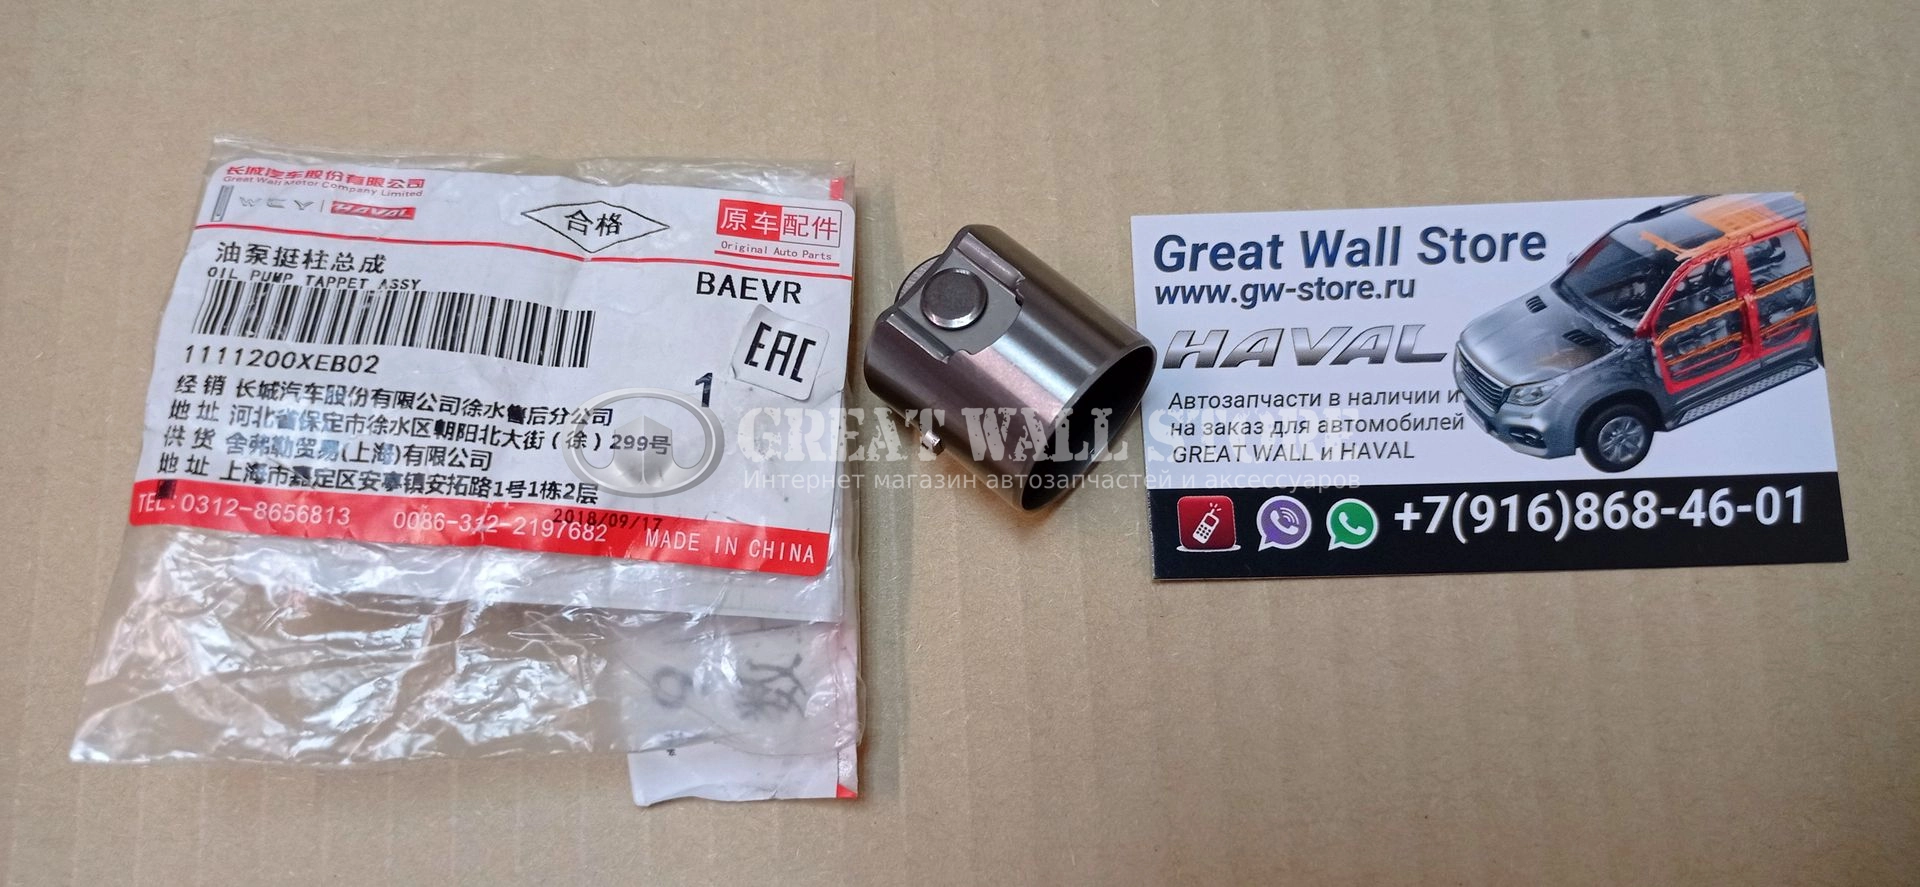 长城汽车股份有限公司
Great Wall Motor Company Limited
WEY | HAVAL
合格
原车配件
Original Auto Parts
油泵挺柱总成
OIL PUMP TAPPET ASSY
BAEVR
EAC
1111200XEB02
1
经销 长城汽车股份有限公司徐水售后分公司
地址 河北省保定市徐水区朝阳北大街(徐)299号
供货 舍弗勒贸易(上海)有限公司
地址 上海市嘉定区安亭镇安拓路1号1栋2层
2018/09/17
TEL:0312-8656813 0086-312-2197682 MADE IN CHINA
GREAT WALL STORE
Интернет магазин автозапчастей и аксессуаров
Great Wall Store
www.gw-store.ru
HAVAL
Автозапчасти в наличии и
на заказ для автомобилей
GREAT WALL и HAVAL
+7(916)868-46-01